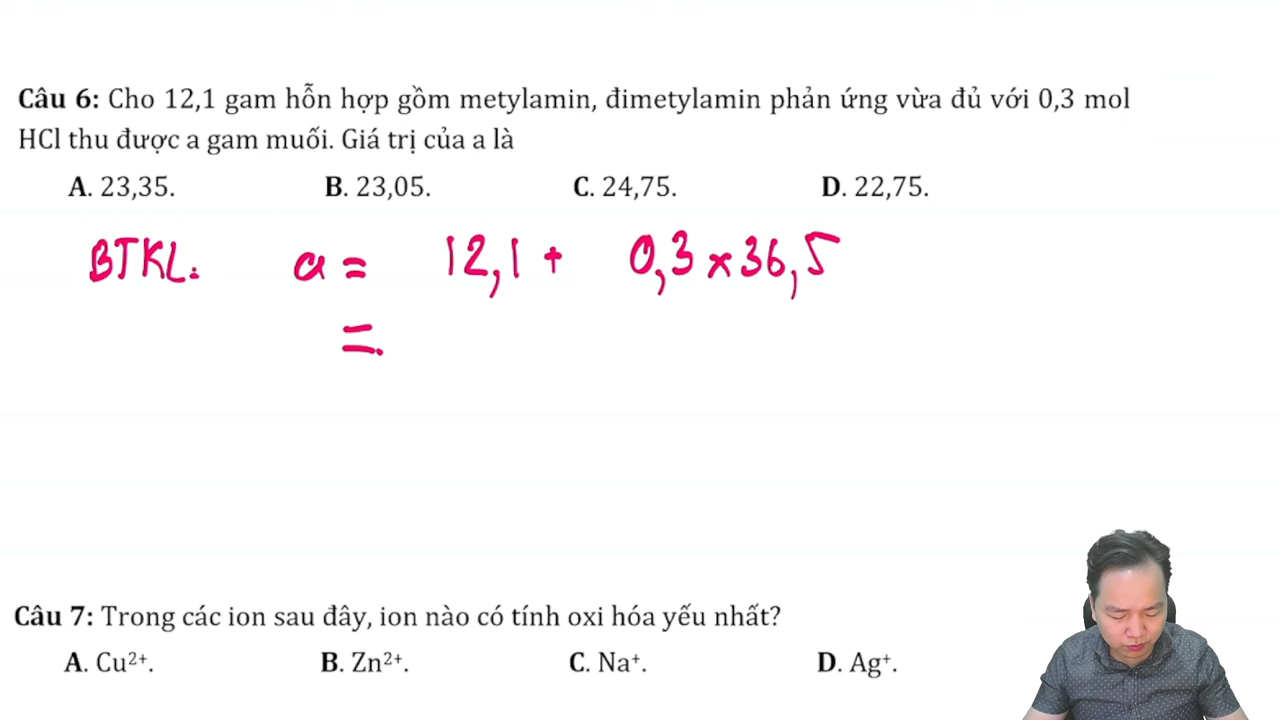 Câu 6: Cho 12,1 gam hỗn hợp gồm metylamin, đimetylamin phản ứng vừa đủ với 0,3 mol
HCl thu được a gam muối. Giá trị của a là
A. 23,35. B. 23,05. C. 24,75. D. 22,75.
BTKL: a = 12,1 + 0,3 × 36,5
=.
Câu 7: Trong các ion sau đây, ion nào có tính oxi hóa yếu nhất?
A. Cu²⁺. B. Zn²⁺. C. Na⁺. D. Ag⁺.